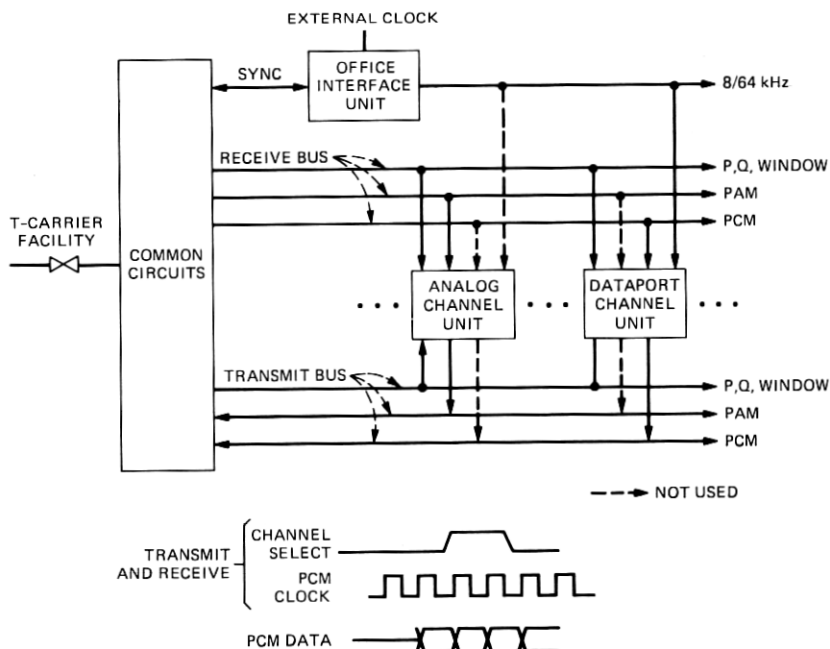 EXTERNAL CLOCK
SYNC
OFFICE
INTERFACE
UNIT
8/64 kHz
RECEIVE BUS
P,Q, WINDOW
PAM
PCM
T-CARRIER
FACILITY
COMMON
CIRCUITS
ANALOG
CHANNEL
UNIT
DATAPORT
CHANNEL
UNIT
TRANSMIT BUS
P,Q, WINDOW
PAM
PCM
NOT USED
TRANSMIT
AND RECEIVE
CHANNEL
SELECT
PCM
CLOCK
PCM DATA